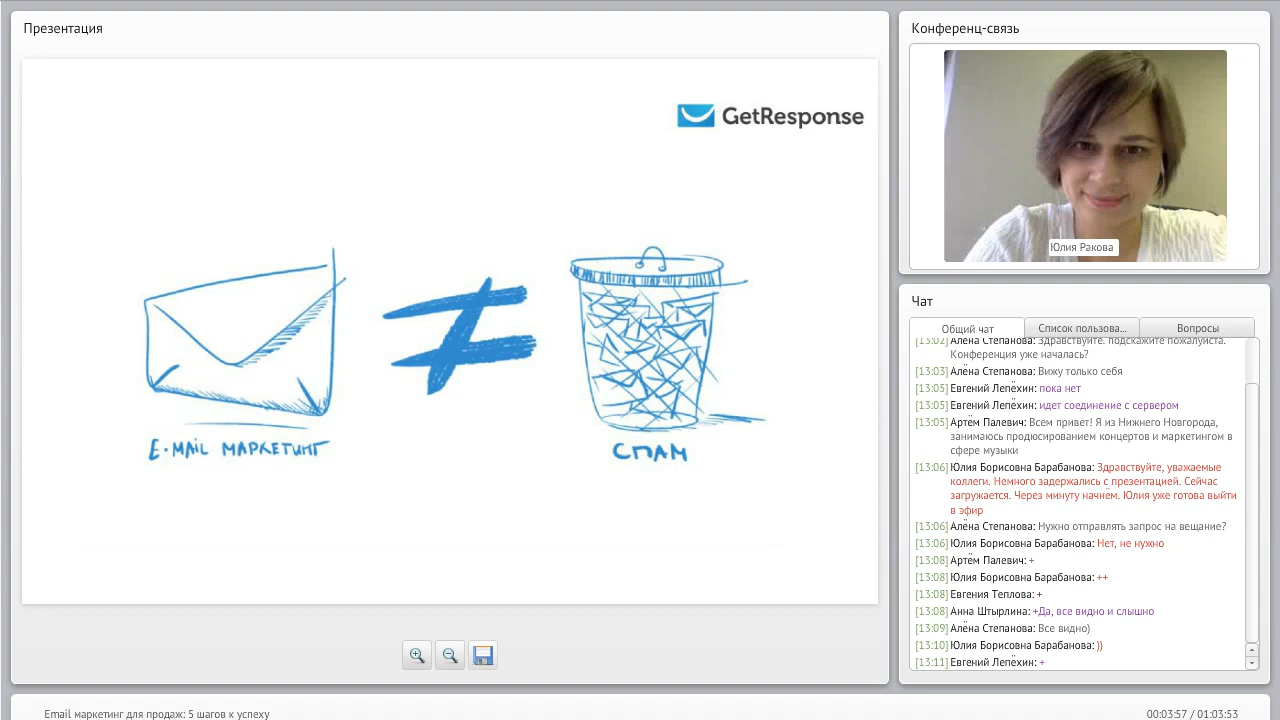 Презентация
GetResponse
E-MAIL МАРКЕТИНГ
СПАМ
Конференц-связь
Юлия Ракова
Чат
Общий чат
Список пользова...
Вопросы
[13:02] Алёна Степанова: Здравствуйте. подскажите пожалуйста.
Конференция уже началась?
[13:03] Алёна Степанова: Вижу только себя
[13:05] Евгений Лепёхин: пока нет
[13:05] Евгений Лепёхин: идет соединение с сервером
[13:05] Артём Палевич: Всем привет! Я из Нижнего Новгорода,
занимаюсь продюсированием концертов и маркетингом в
сфере музыки
[13:06] Юлия Борисовна Барабанова: Здравствуйте, уважаемые
коллеги. Немного задержались с презентацией. Сейчас
загружается. Через минуту начнём. Юлия уже готова выйти
в эфир
[13:06] Алёна Степанова: Нужно отправлять запрос на вещание?
[13:06] Юлия Борисовна Барабанова: Нет, не нужно
[13:08] Артём Палевич: +
[13:08] Юлия Борисовна Барабанова: ++
[13:08] Евгения Теплова: +
[13:08] Анна Штырлина: +Да, все видно и слышно
[13:09] Алёна Степанова: Все видно)
[13:10] Юлия Борисовна Барабанова: ))
[13:11] Евгений Лепёхин: +
Email маркетинг для продаж: 5 шагов к успеху
00:03:57 / 01:03:53